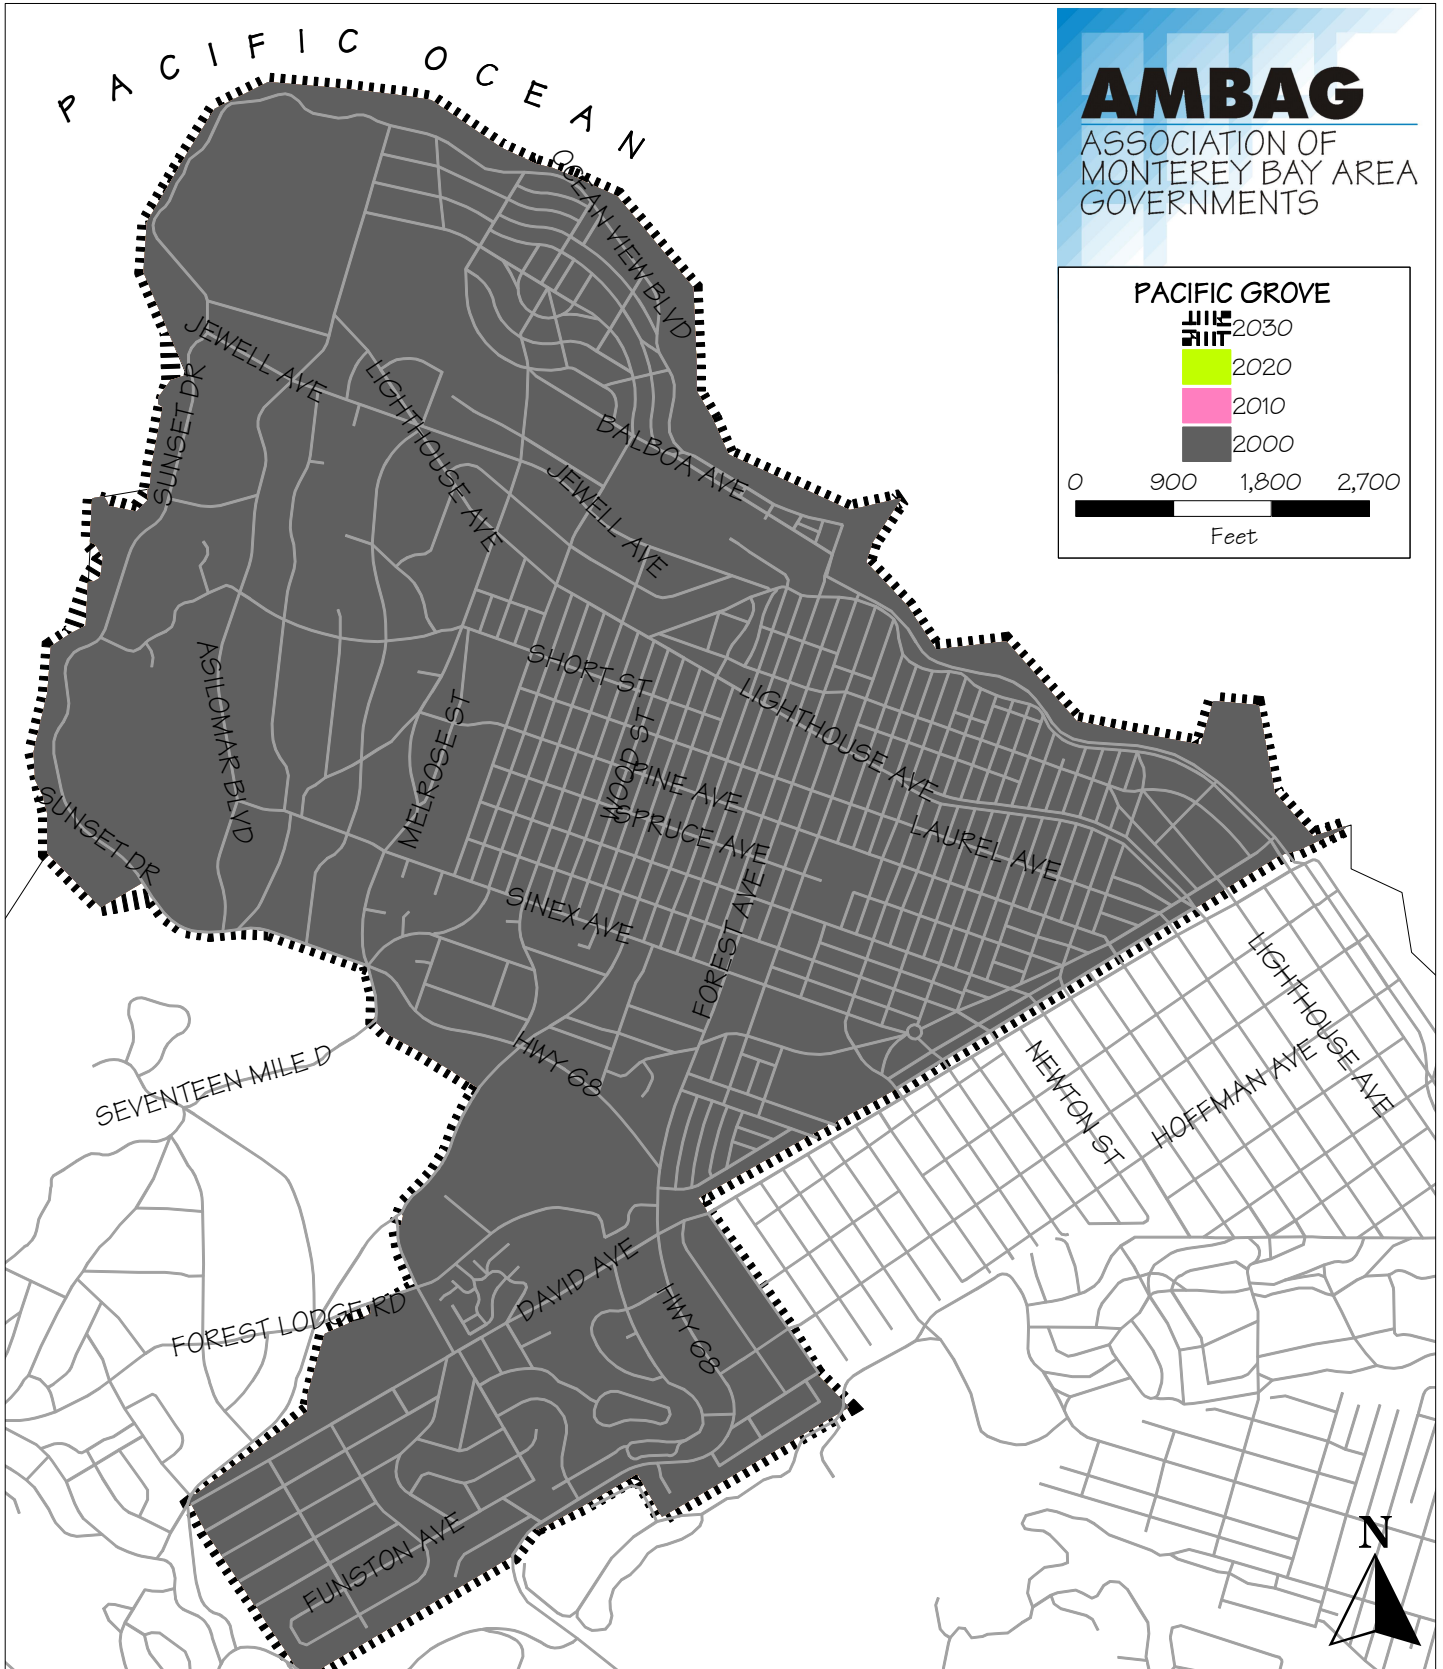 PACIFIC OCEAN
AMBAG
ASSOCIATION OF
MONTEREY BAY AREA
GOVERNMENTS
PACIFIC GROVE
2030
2020
2010
2000
0 900 1,800 2,700
Feet
OCEAN VIEW BLVD
JEWELL AVE
SUNSET DR
LIGHTHOUSE AVE
BALBOA AVE
JEWELL AVE
ASILOMAR BLVD
SHORT ST
MELROSE ST
WOOD ST
LIGHTHOUSE AVE
PINE AVE
SPRUCE AVE
LAUREL AVE
SUNSET DR
SINEX AVE
FOREST AVE
LIGHTHOUSE AVE
HWY 68
SEVENTEEN MILE D
NEWTON ST
HOFFMAN AVE
DAVID AVE
FOREST LODGE RD
HWY 68
FUNSTON AVE
N